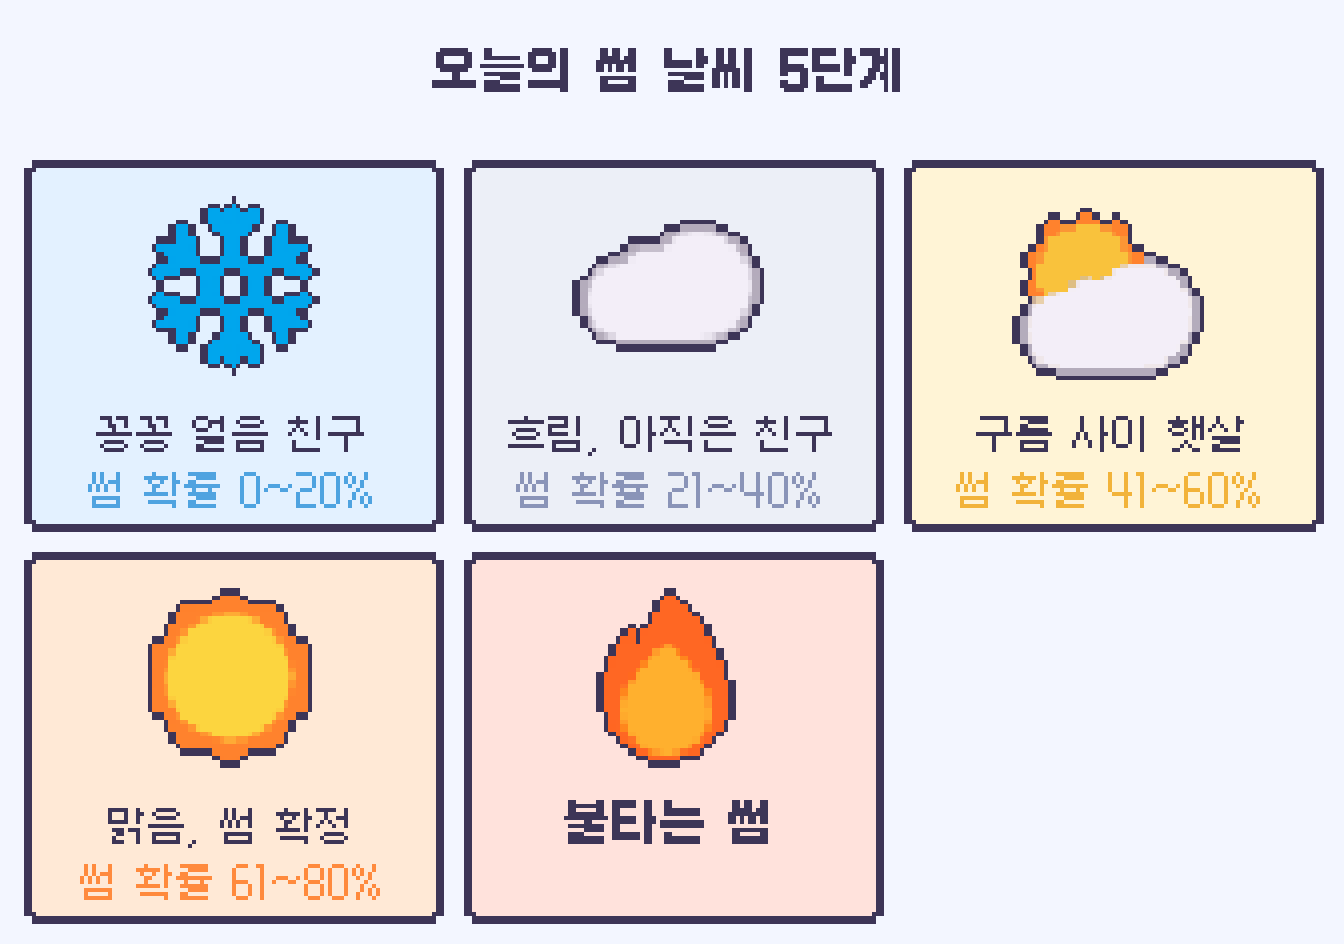 오늘의 썸 날씨 5단계
꽁꽁 얼음 친구
썸 확률 0~20%
흐림, 아직은 친구
썸 확률 21~40%
구름 사이 햇살
썸 확률 41~60%
맑음, 썸 확정
썸 확률 61~80%
불타는 썸